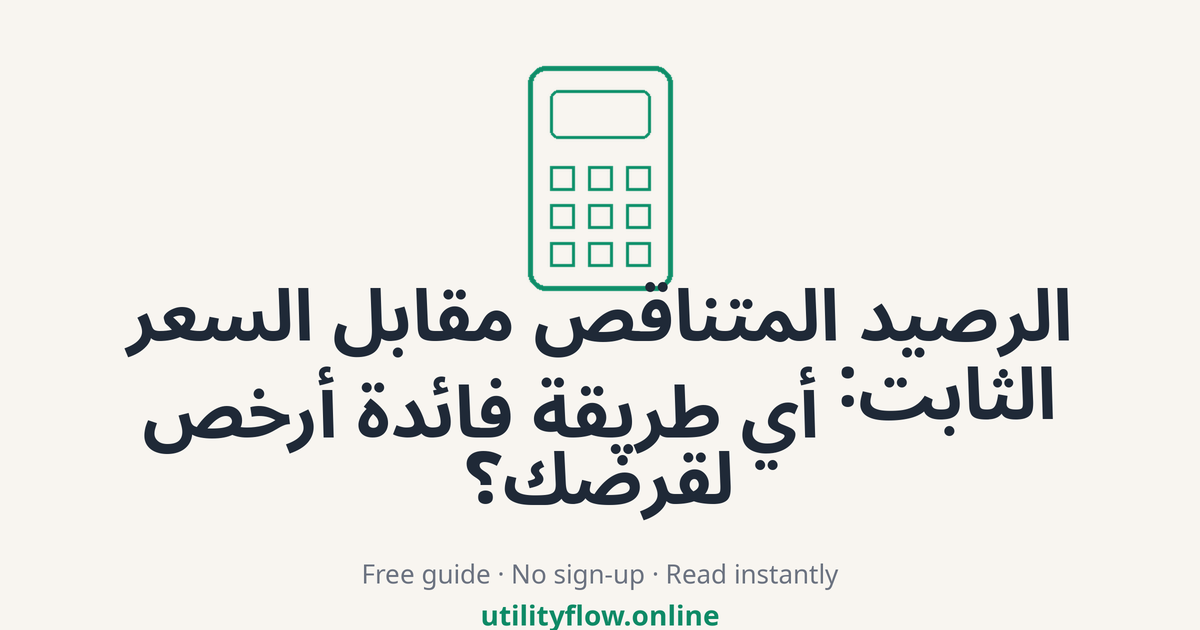 الرصيد المتناقص مقابل السعر
الثابت: أي طريقة فائدة أرخص
لقرضك؟
Free guide · No sign-up · Read instantly
utilityflow.online